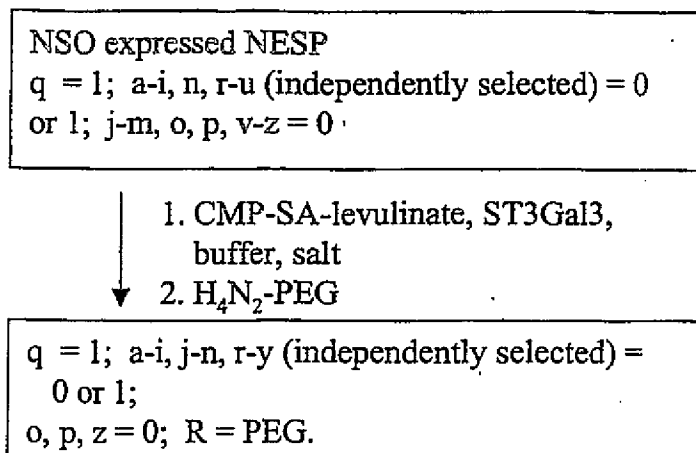 NSO expressed NESP
q = 1; a-i, n, r-u (independently selected) = 0
or 1; j-m, o, p, v-z = 0
1. CMP-SA-levulinate, ST3Gal3,
buffer, salt
2. H₄N₂-PEG
q = 1; a-i, j-n, r-y (independently selected) =
0 or 1;
o, p, z = 0; R = PEG.